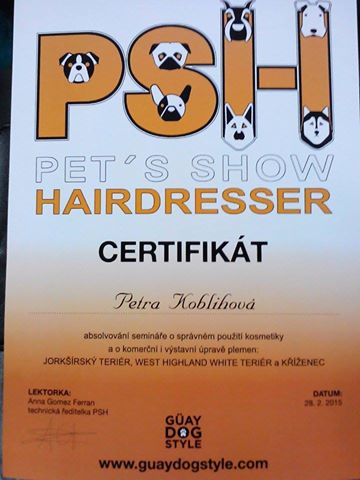 PSH
PET´S SHOW
HAIRDRESSER
CERTIFIKÁT
Petra Koblihová
absolvování semináře o správném použití kosmetiky
a o komerční i výstavní úpravě plemen:
JORKŠÍRSKÝ TERIÉR, WEST HIGHLAND WHITE TERIÉR a KŘÍŽENEC
LEKTORKA:
Anna Gomez Ferran
technická ředitelka PSH
DATUM:
28. 2. 2015
GÜAY
DOG
STYLE
www.guaydogstyle.com